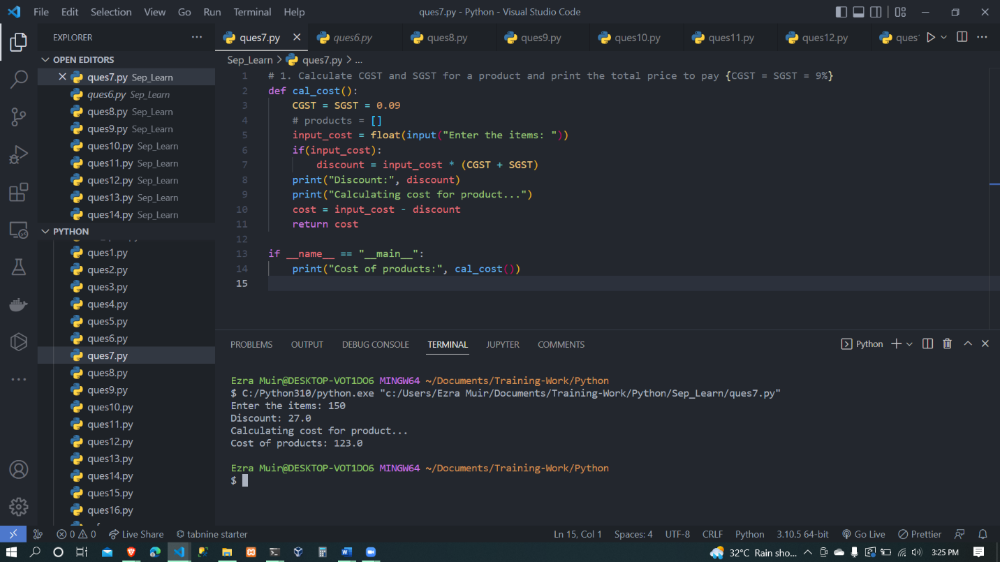 File Edit Selection View Go Run Terminal Help ques7.py - Python - Visual Studio Code
EXPLORER
ques7.py ques6.py ques8.py ques9.py ques10.py ques11.py ques12.py ques
OPEN EDITORS
ques7.py Sep_Learn
ques6.py Sep_Learn
ques8.py Sep_Learn
ques9.py Sep_Learn
ques10.py Sep_Learn
ques11.py Sep_Learn
ques12.py Sep_Learn
ques13.py Sep_Learn
ques14.py Sep_Learn
PYTHON
ques1.py
ques2.py
ques3.py
ques4.py
ques5.py
ques6.py
ques7.py
ques8.py
ques9.py
ques10.py
ques11.py
ques12.py
ques13.py
ques14.py
ques15.py
ques16.py
Sep_Learn > ques7.py > ...
1 # 1. Calculate CGST and SGST for a product and print the total price to pay {CGST = SGST = 9%}
2 def cal_cost():
3 CGST = SGST = 0.09
4 # products = []
5 input_cost = float(input("Enter the items: "))
6 if(input_cost):
7 discount = input_cost * (CGST + SGST)
8 print("Discount:", discount)
9 print("Calculating cost for product...")
10 cost = input_cost - discount
11 return cost
12
13 if __name__ == "__main__":
14 print("Cost of products:", cal_cost())
15
PROBLEMS OUTPUT DEBUG CONSOLE TERMINAL JUPYTER COMMENTS Python
Ezra Muir@DESKTOP-VOT1DO6 MINGW64 ~/Documents/Training-Work/Python
$ C:/Python310/python.exe "c:/Users/Ezra Muir/Documents/Training-Work/Python/Sep_Learn/ques7.py"
Enter the items: 150
Discount: 27.0
Calculating cost for product...
Cost of products: 123.0
Ezra Muir@DESKTOP-VOT1DO6 MINGW64 ~/Documents/Training-Work/Python
$
0 0 Live Share tabnine starter Ln 15, Col 1 Spaces: 4 UTF-8 CRLF Python 3.10.5 64-bit Go Live Prettier
32°C Rain sho... 3:25 PM